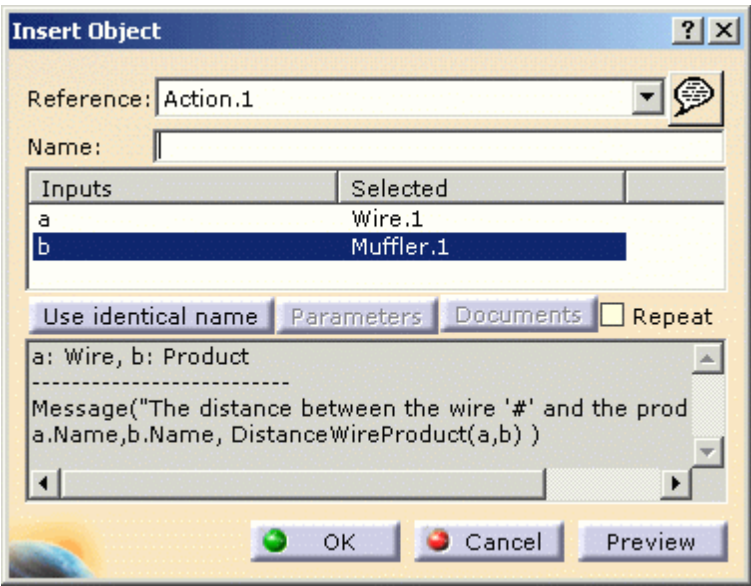 Insert Object
Reference: Action.1
Name:
Inputs Selected
a Wire.1
b Muffler.1
Use identical name Parameters Documents Repeat
a: Wire, b: Product
--------------------------
Message("The distance between the wire '#' and the prod
a.Name,b.Name, DistanceWireProduct(a,b) )
OK Cancel Preview